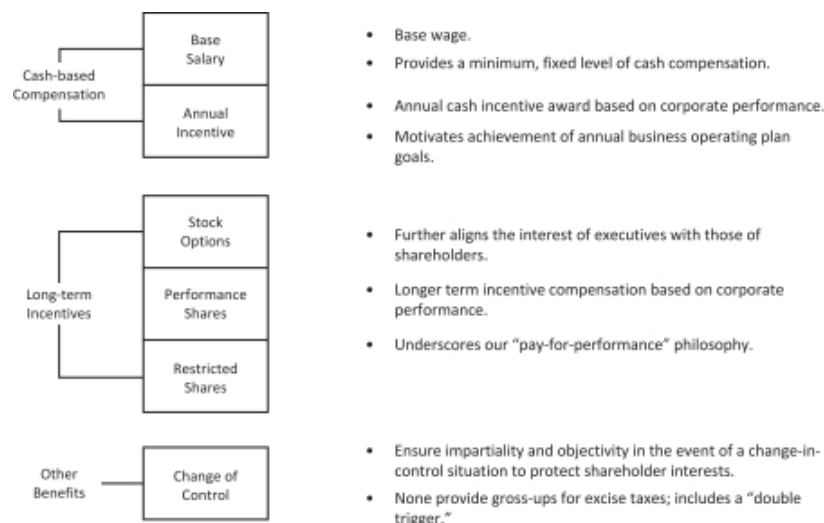 Cash-based
Compensation
Base
Salary
• Base wage.
• Provides a minimum, fixed level of cash compensation.
Annual
Incentive
• Annual cash incentive award based on corporate performance.
• Motivates achievement of annual business operating plan
goals.
Long-term
Incentives
Stock
Options
Performance
Shares
Restricted
Shares
• Further aligns the interest of executives with those of
shareholders.
• Longer term incentive compensation based on corporate
performance.
• Underscores our “pay-for-performance” philosophy.
Other
Benefits
Change of
Control
• Ensure impartiality and objectivity in the event of a change-in-
control situation to protect shareholder interests.
• None provide gross-ups for excise taxes; includes a “double
trigger.”